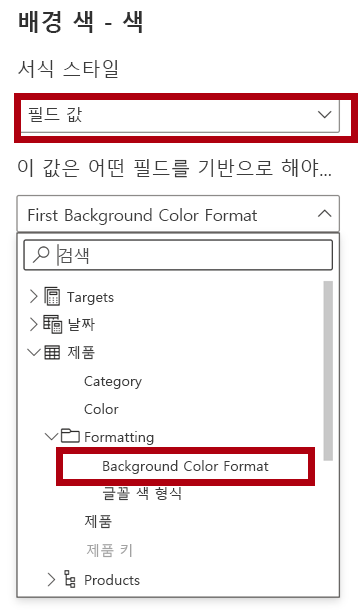 배경 색 - 색
서식 스타일
필드 값
이 값은 어떤 필드를 기반으로 해야...
First Background Color Format
검색
Targets
날짜
제품
Category
Color
Formatting
Background Color Format
글꼴 색 형식
제품
제품 키
Products